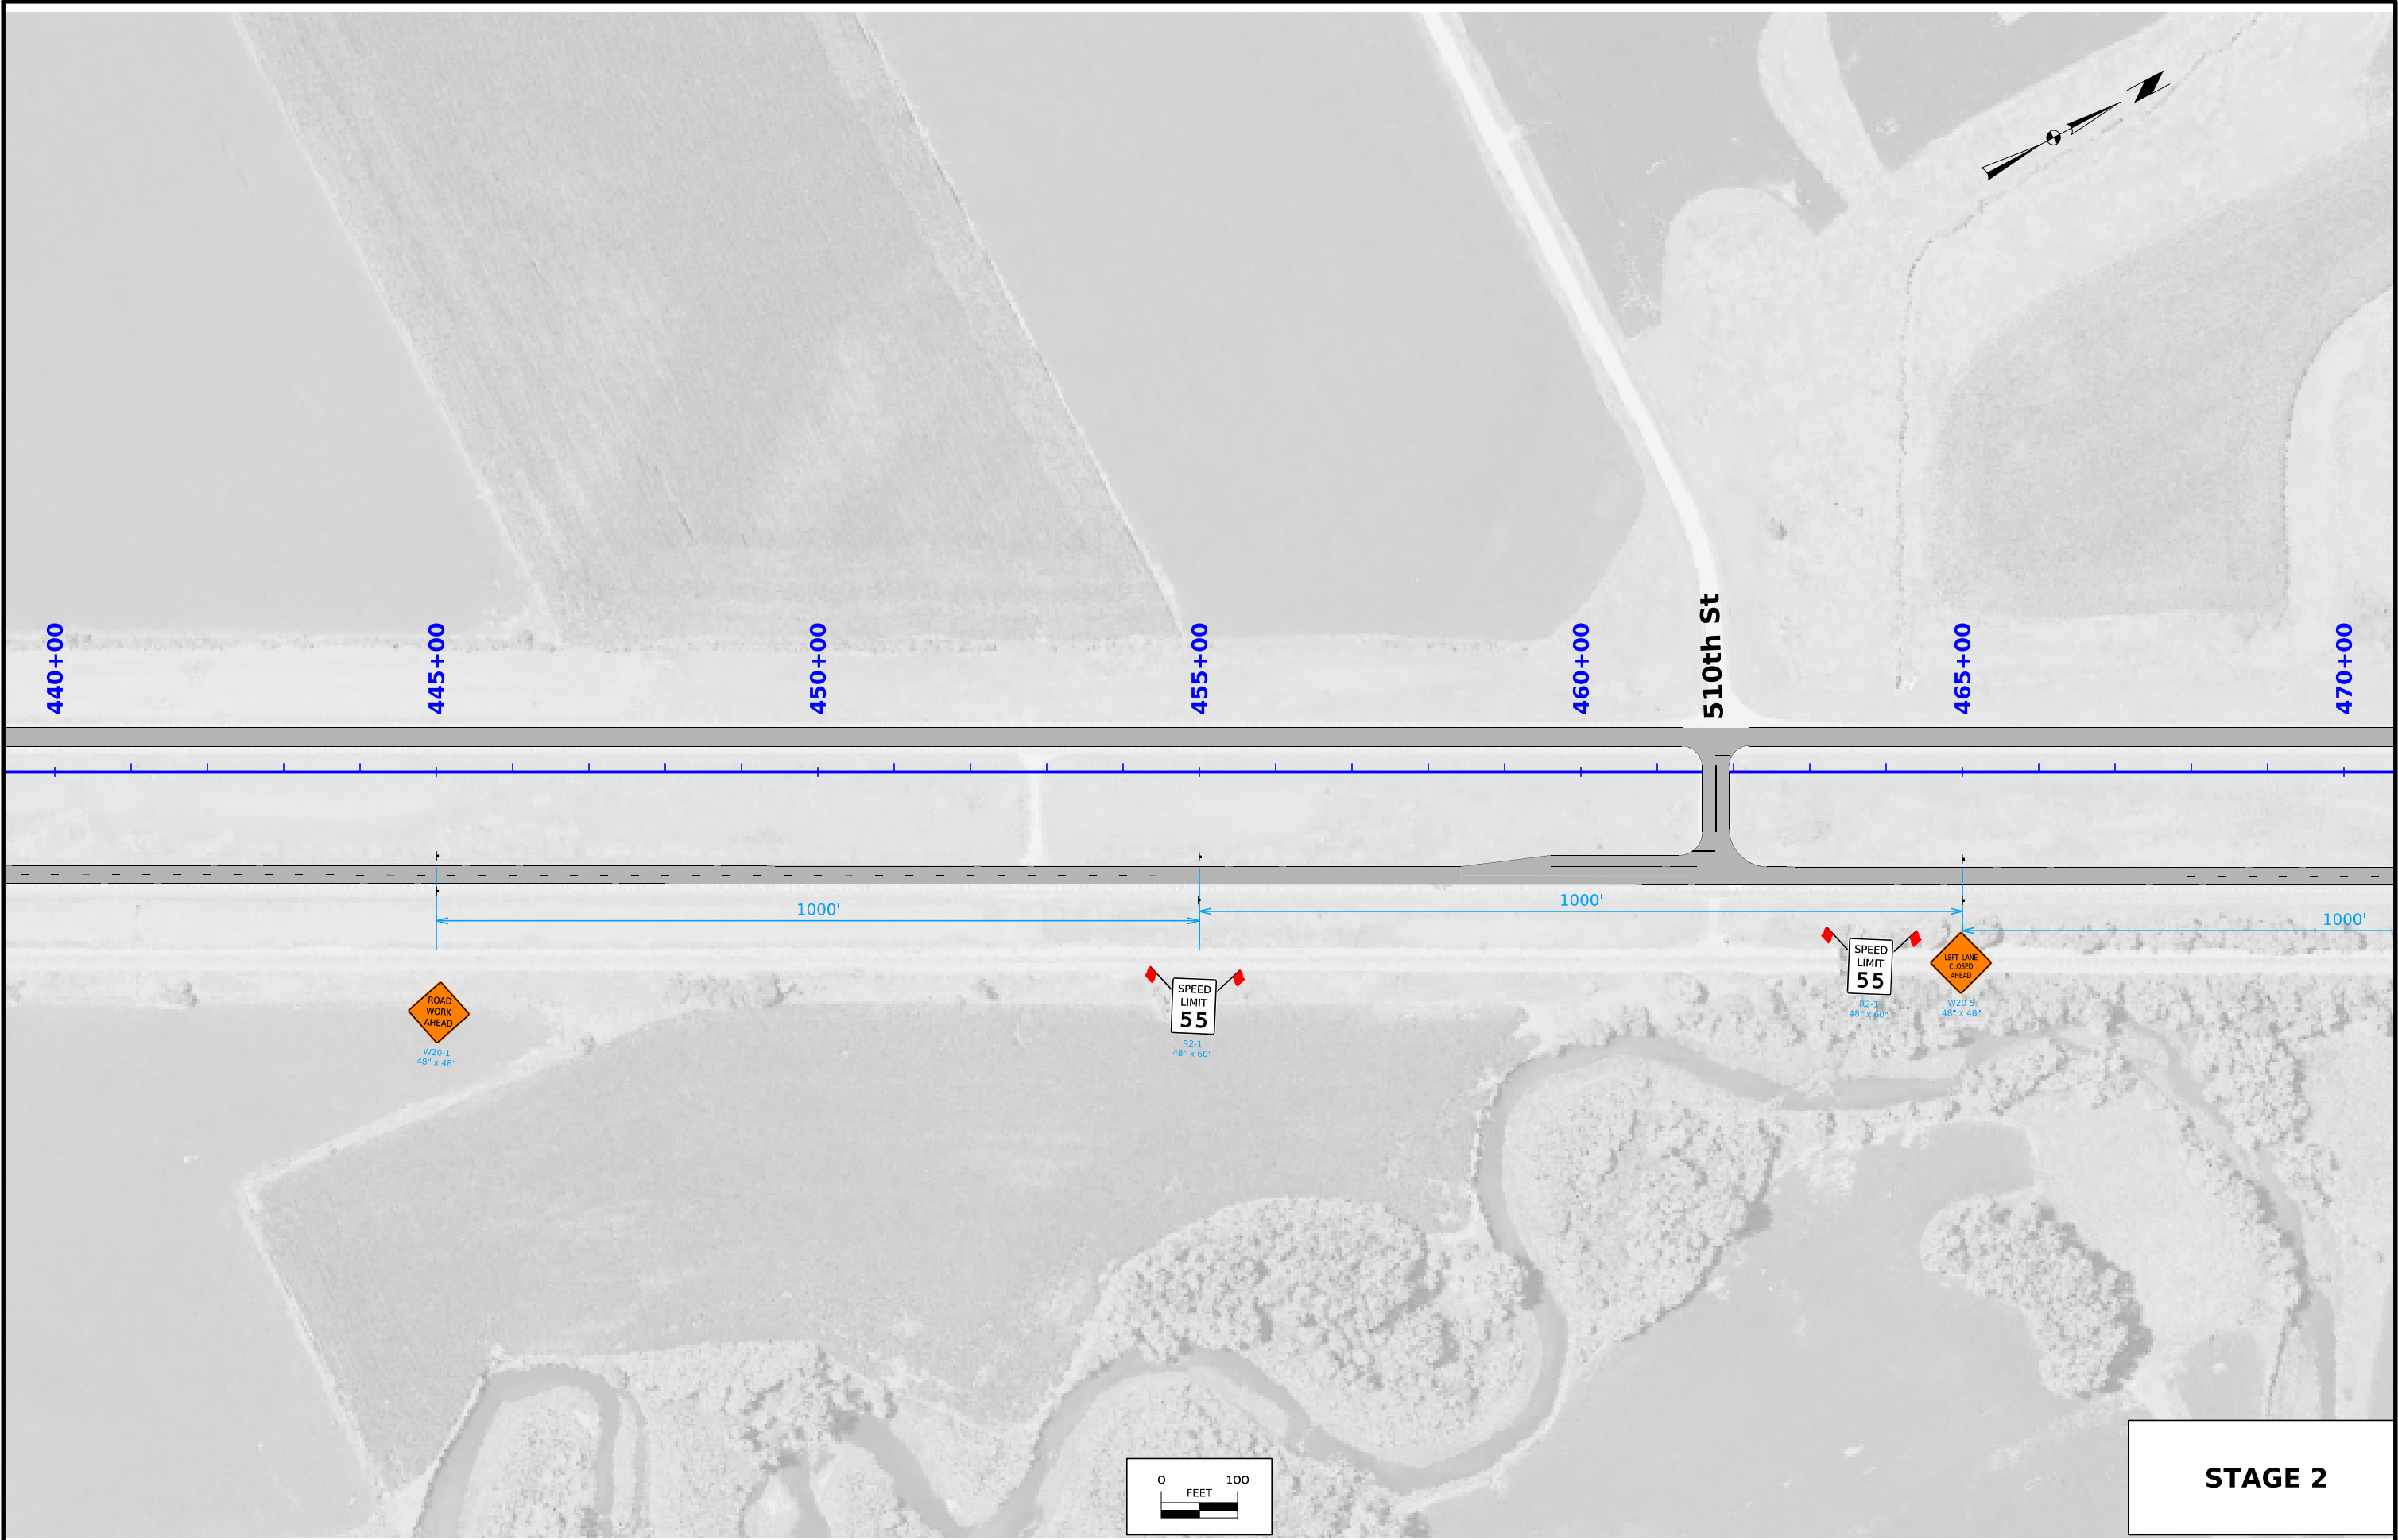 N
440+00
445+00
450+00
455+00
460+00
510th St
465+00
470+00
1000'
1000'
1000'
ROAD
WORK
AHEAD
W20-1
48" x 48"
SPEED
LIMIT
55
R2-1
48" x 60"
SPEED
LIMIT
55
R2-1
48" x 60"
LEFT LANE
CLOSED
AHEAD
W20-5
48" x 48"
0 100
FEET
STAGE 2